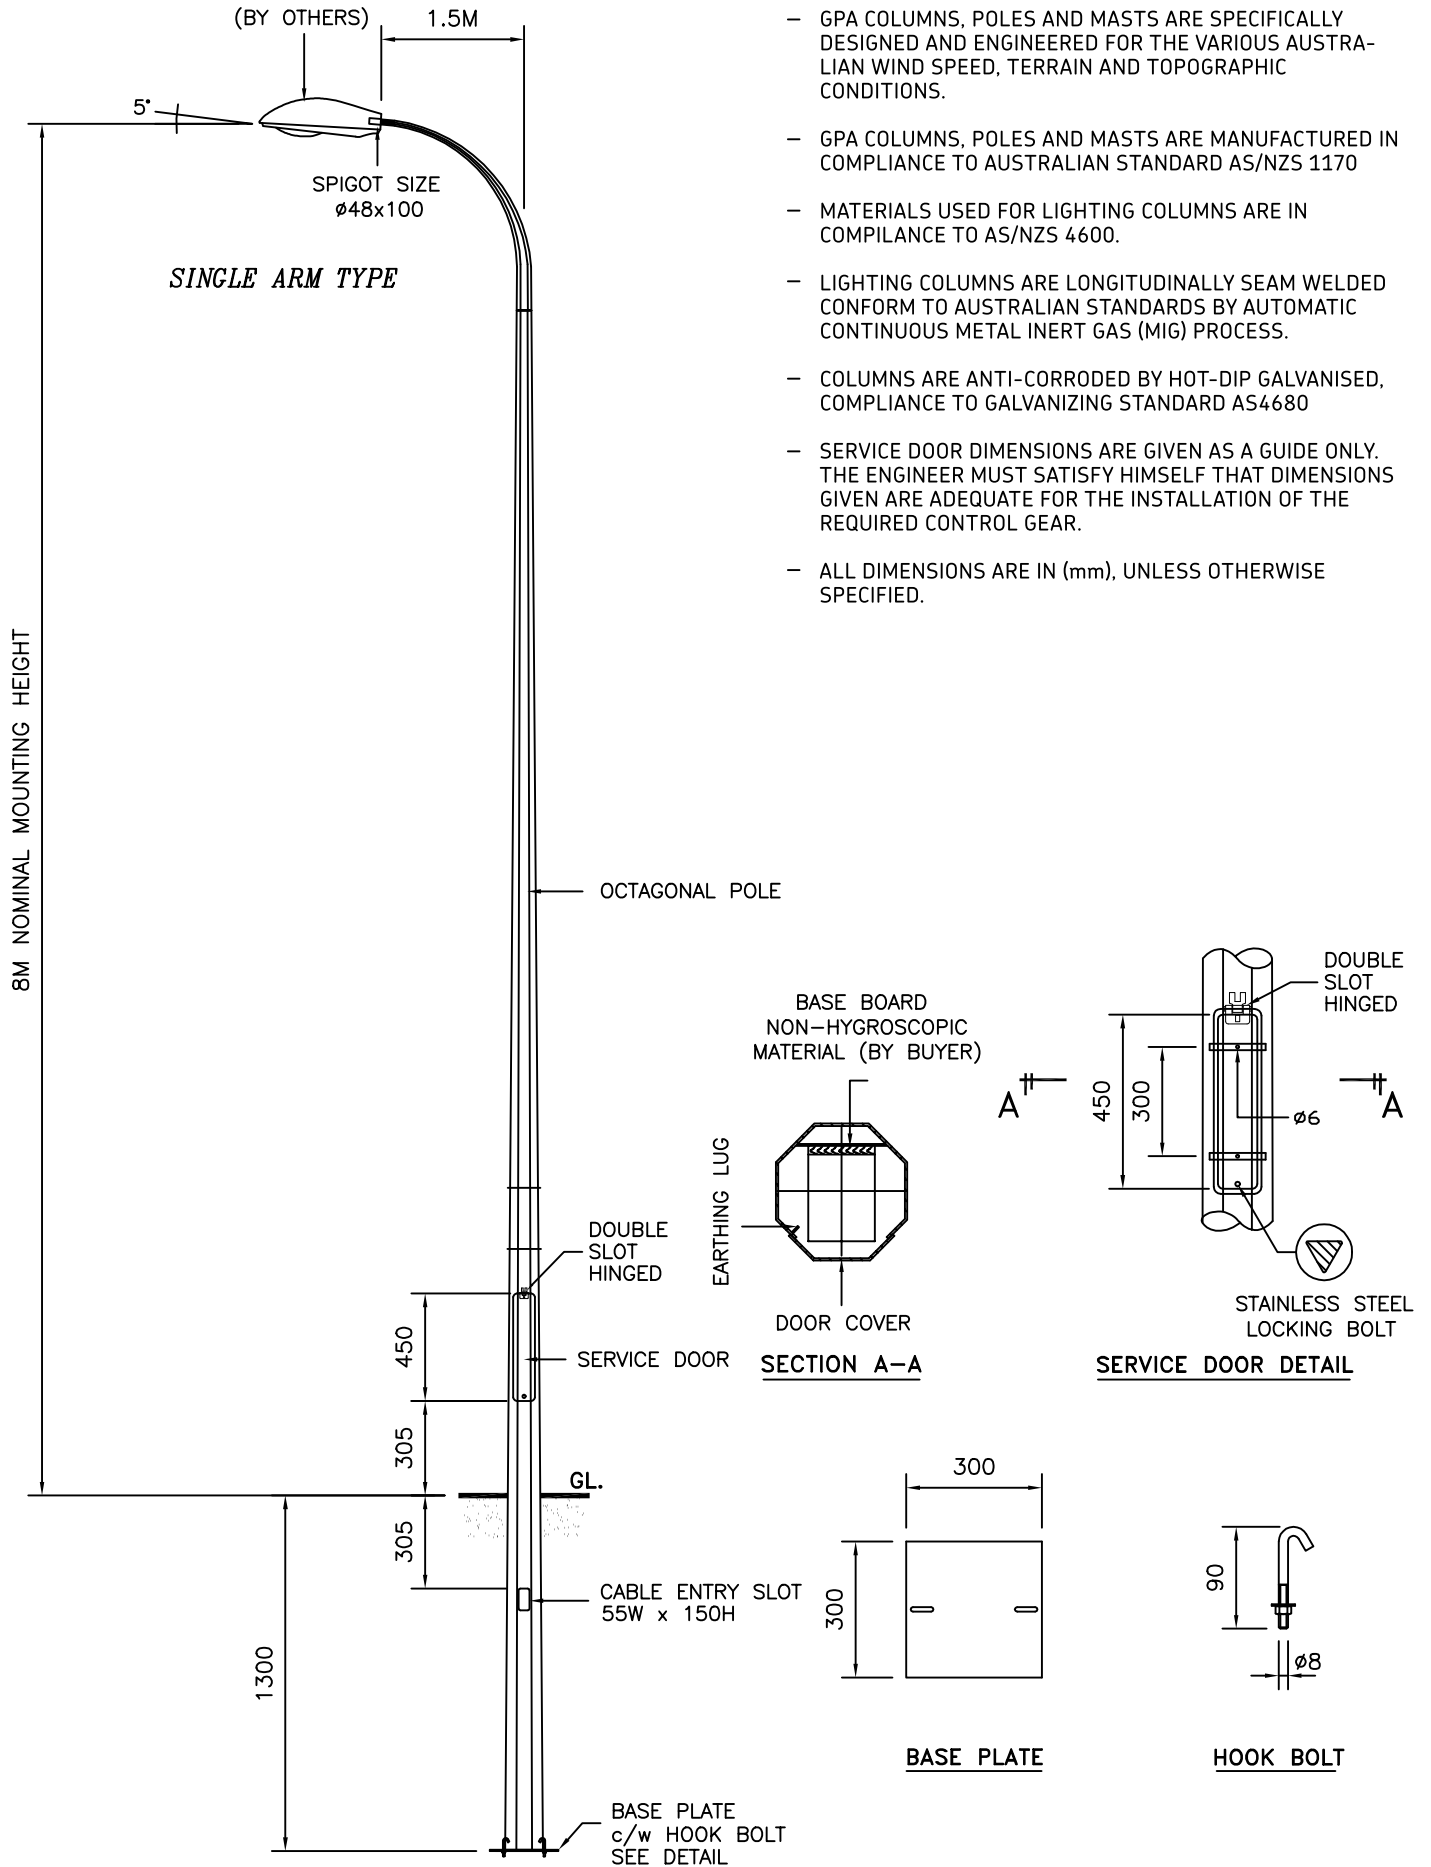 (BY OTHERS)
1.5M
5°
SPIGOT SIZE
ø48x100
SINGLE ARM TYPE
8M NOMINAL MOUNTING HEIGHT
– GPA COLUMNS, POLES AND MASTS ARE SPECIFICALLY
DESIGNED AND ENGINEERED FOR THE VARIOUS AUSTRA-
LIAN WIND SPEED, TERRAIN AND TOPOGRAPHIC
CONDITIONS.
– GPA COLUMNS, POLES AND MASTS ARE MANUFACTURED IN
COMPLIANCE TO AUSTRALIAN STANDARD AS/NZS 1170
– MATERIALS USED FOR LIGHTING COLUMNS ARE IN
COMPILANCE TO AS/NZS 4600.
– LIGHTING COLUMNS ARE LONGITUDINALLY SEAM WELDED
CONFORM TO AUSTRALIAN STANDARDS BY AUTOMATIC
CONTINUOUS METAL INERT GAS (MIG) PROCESS.
– COLUMNS ARE ANTI-CORRODED BY HOT-DIP GALVANISED,
COMPLIANCE TO GALVANIZING STANDARD AS4680
– SERVICE DOOR DIMENSIONS ARE GIVEN AS A GUIDE ONLY.
THE ENGINEER MUST SATISFY HIMSELF THAT DIMENSIONS
GIVEN ARE ADEQUATE FOR THE INSTALLATION OF THE
REQUIRED CONTROL GEAR.
– ALL DIMENSIONS ARE IN (mm), UNLESS OTHERWISE
SPECIFIED.
OCTAGONAL POLE
DOUBLE
SLOT
HINGED
450
SERVICE DOOR
305
GL.
305
CABLE ENTRY SLOT
55W x 150H
1300
BASE PLATE
c/w HOOK BOLT
SEE DETAIL
BASE BOARD
NON-HYGROSCOPIC
MATERIAL (BY BUYER)
EARTHING LUG
DOOR COVER
SECTION A-A
DOUBLE
SLOT
HINGED
A
A
450
300
ø6
STAINLESS STEEL
LOCKING BOLT
SERVICE DOOR DETAIL
300
300
BASE PLATE
90
ø8
HOOK BOLT